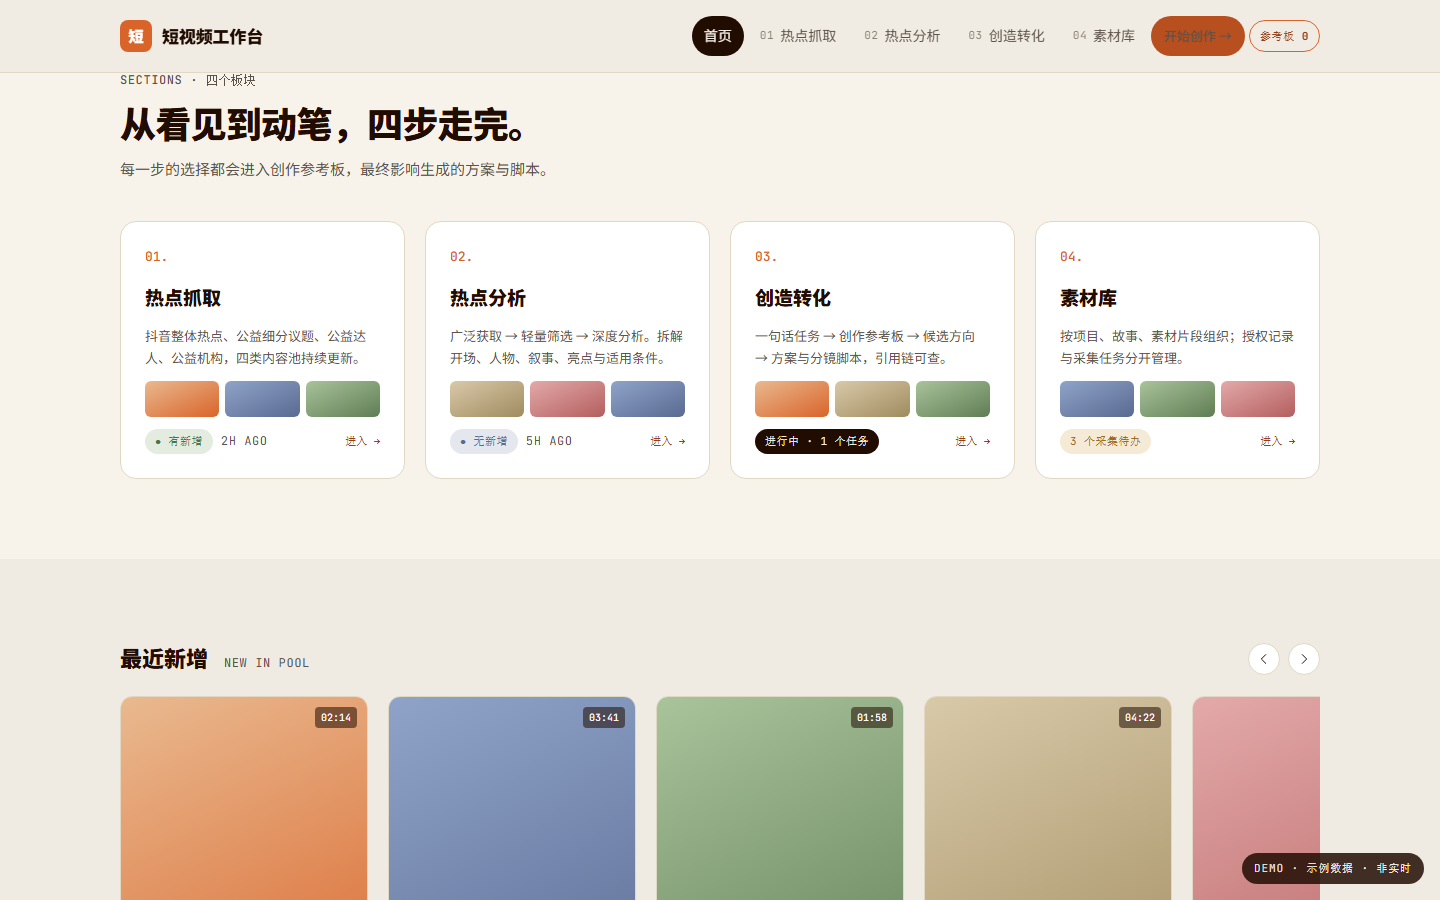 短 短视频工作台 首页 01 热点抓取 02 热点分析 03 创造转化 04 素材库 开始创作 → 参考板 0
SECTIONS · 四个板块
从看见到动笔，四步走完。
每一步的选择都会进入创作参考板，最终影响生成的方案与脚本。
01.
热点抓取
抖音整体热点、公益细分议题、公益达
人、公益机构，四类内容池持续更新。
● 有新增 2H AGO 进入 →
02.
热点分析
广泛获取 → 轻量筛选 → 深度分析。拆解
开场、人物、叙事、亮点与适用条件。
● 无新增 5H AGO 进入 →
03.
创造转化
一句话任务 → 创作参考板 → 候选方向
→ 方案与分镜脚本，引用链可查。
进行中 · 1 个任务 进入 →
04.
素材库
按项目、故事、素材片段组织；授权记录
与采集任务分开管理。
3 个采集待办 进入 →
最近新增 NEW IN POOL
02:14
03:41
01:58
04:22
DEMO · 示例数据 · 非实时